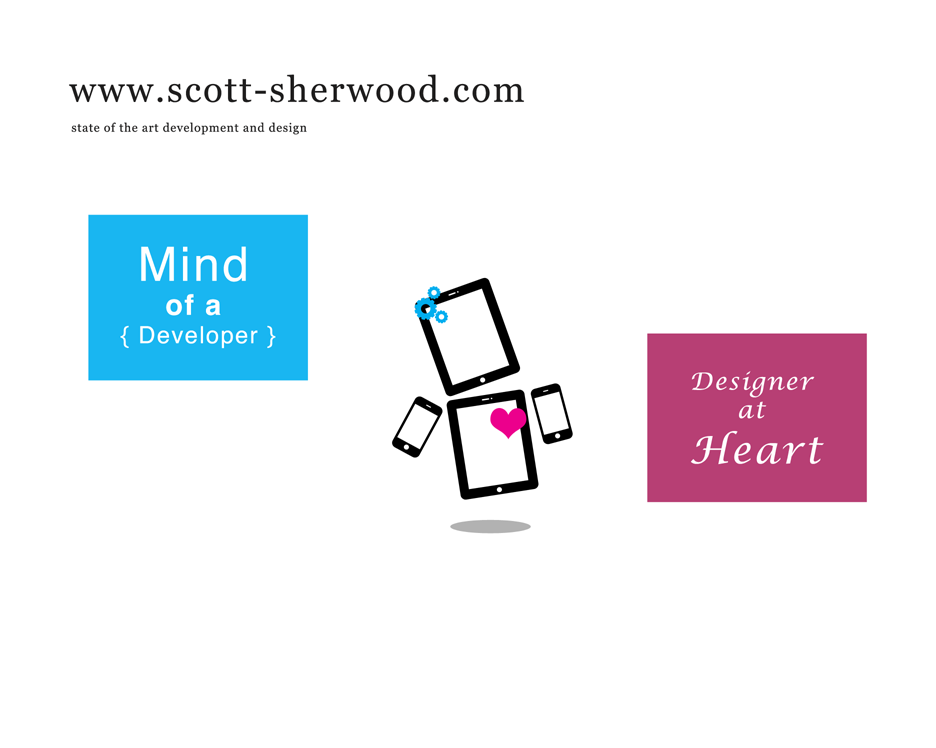 www.scott-sherwood.com
state of the art development and design
Mind
of a
{ Developer }
Designer
at
Heart